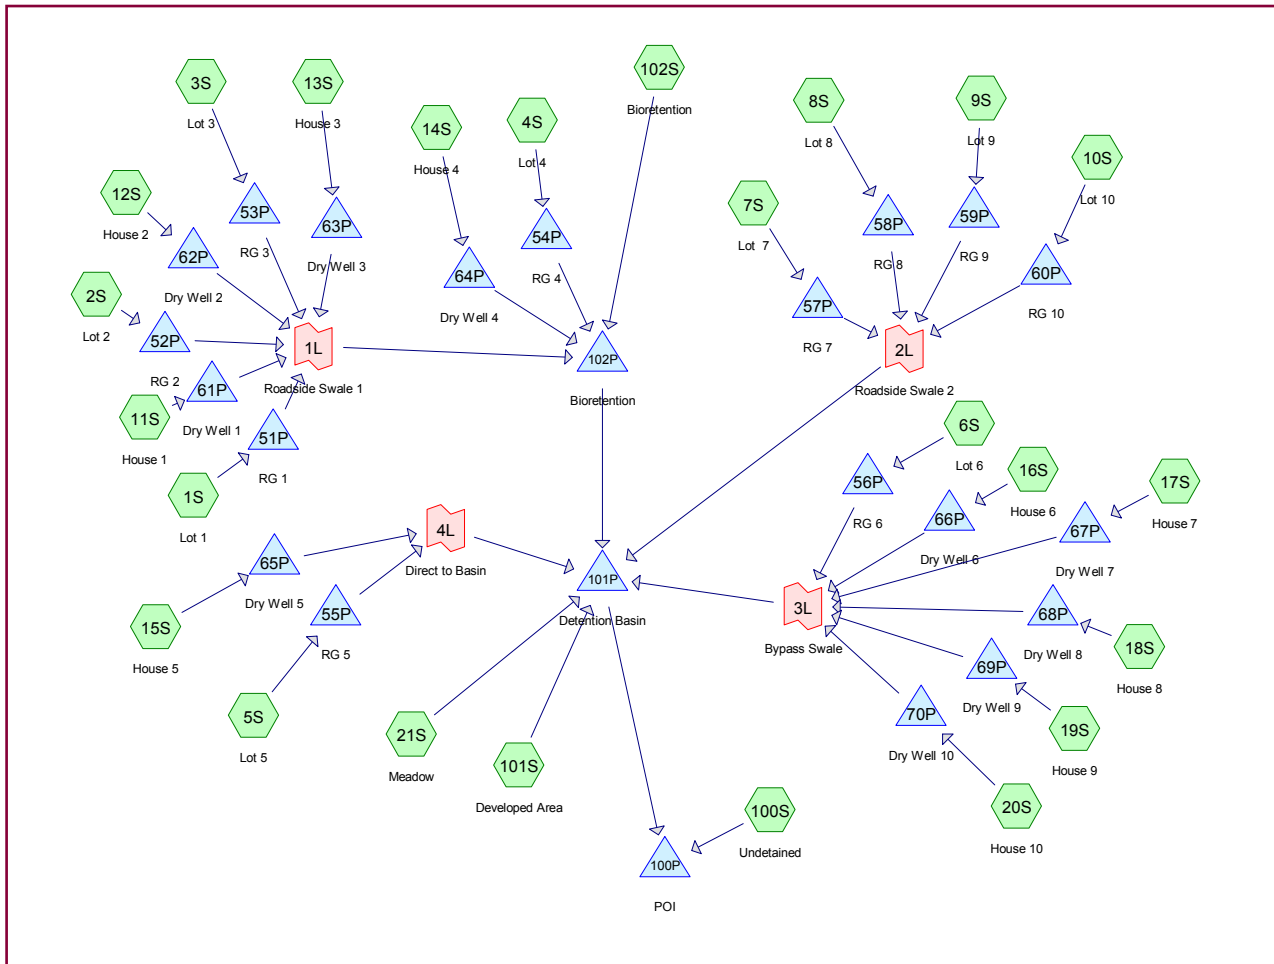 3S
Lot 3
13S
House 3
102S
Bioretention
14S
House 4
4S
Lot 4
8S
Lot 8
9S
Lot 9
10S
Lot 10
12S
House 2
53P
RG 3
63P
Dry Well 3
7S
Lot 7
58P
RG 8
59P
RG 9
62P
Dry Well 2
54P
RG 4
64P
Dry Well 4
60P
RG 10
2S
Lot 2
52P
RG 2
57P
RG 7
1L
Roadside Swale 1
102P
Bioretention
2L
Roadside Swale 2
61P
Dry Well 1
11S
House 1
51P
RG 1
6S
Lot 6
1S
Lot 1
56P
RG 6
16S
House 6
17S
House 7
66P
Dry Well 6
67P
Dry Well 7
4L
Direct to Basin
65P
Dry Well 5
101P
Detention Basin
55P
RG 5
3L
Bypass Swale
68P
Dry Well 8
15S
House 5
18S
House 8
69P
Dry Well 9
5S
Lot 5
70P
Dry Well 10
21S
Meadow
19S
House 9
101S
Developed Area
100S
Undetained
20S
House 10
100P
POI